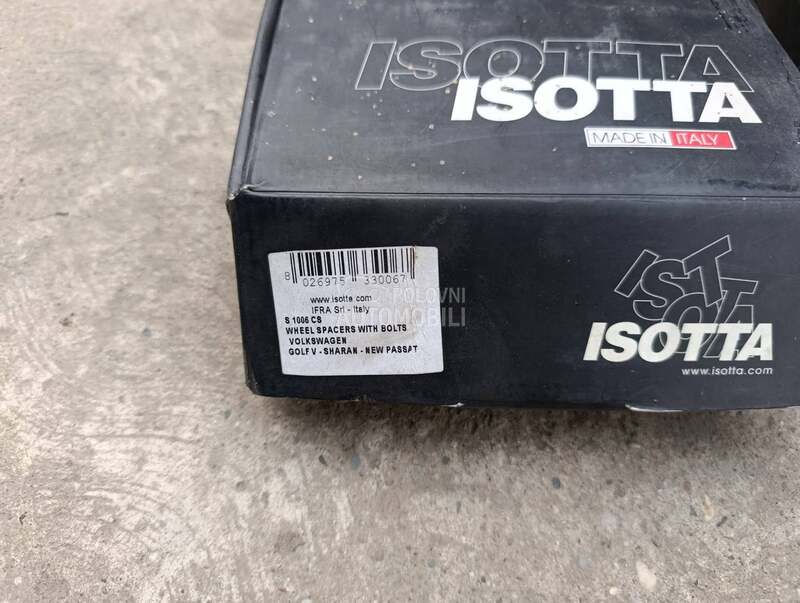 ISOTTA
ISOTTA
MADE IN ITALY
8 026975 330067
www.isotta.com
IFRA Srl - Italy
S 1006 CS
WHEEL SPACERS WITH BOLTS
VOLKSWAGEN
GOLF V - SHARAN - NEW PASSAT
POLOVNI
AUTOMOBILI
ISOTTA
ISOTTA
www.isotta.com